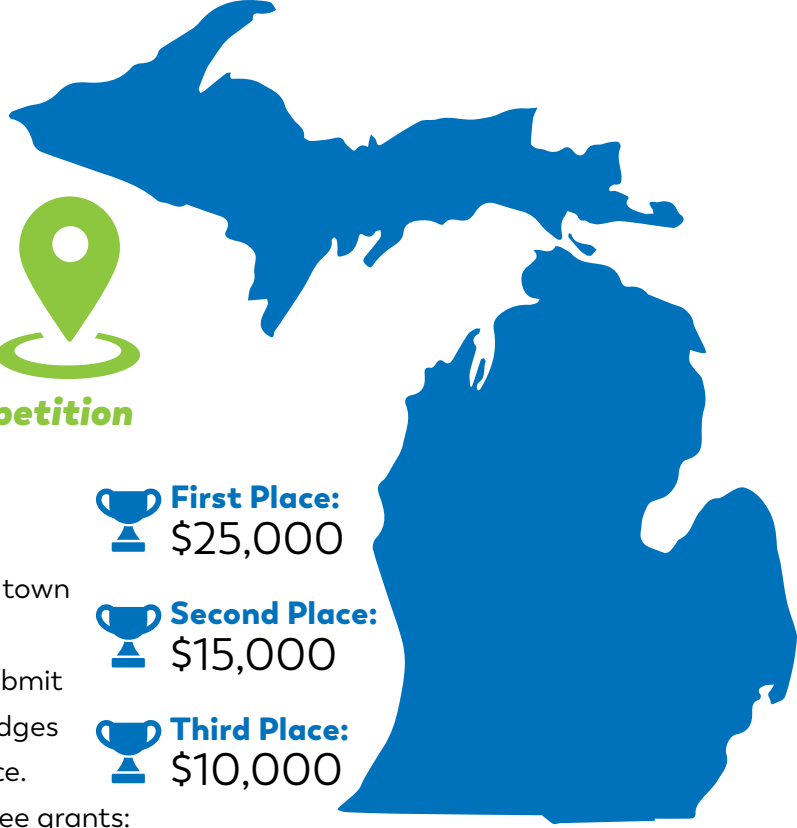 petition
First Place:
$25,000
town
Second Place:
$15,000
bmit
dges
Third Place:
$10,000
ce.
ee grants: